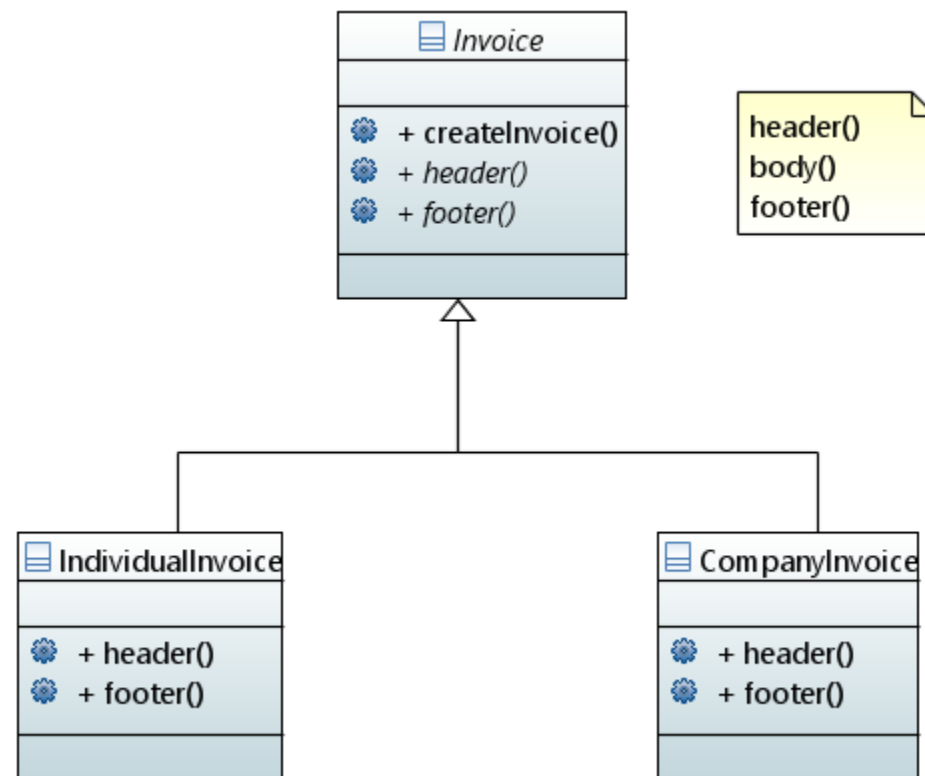 Invoice
+ createInvoice()
+ header()
+ footer()
header()
body()
footer()
IndividualInvoice
+ header()
+ footer()
CompanyInvoice
+ header()
+ footer()